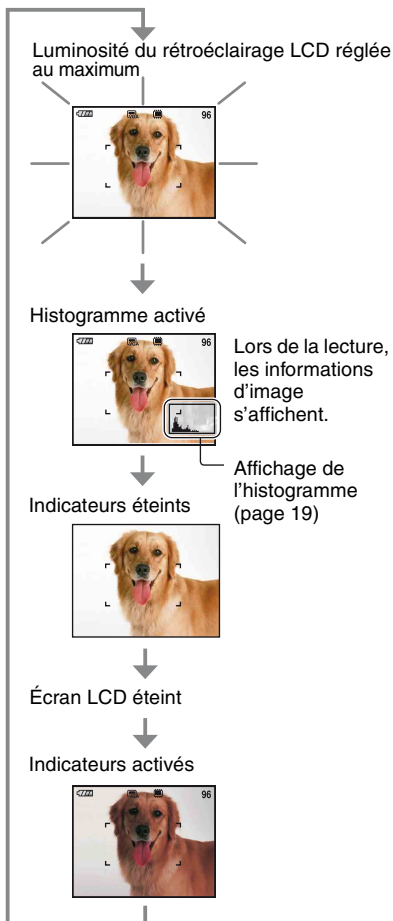 Luminosité du rétroéclairage LCD réglée
au maximum
96
Histogramme activé
96
Lors de la lecture,
les informations
d'image
s'affichent.
Affichage de
l'histogramme
(page 19)
Indicateurs éteints
Écran LCD éteint
Indicateurs activés
96